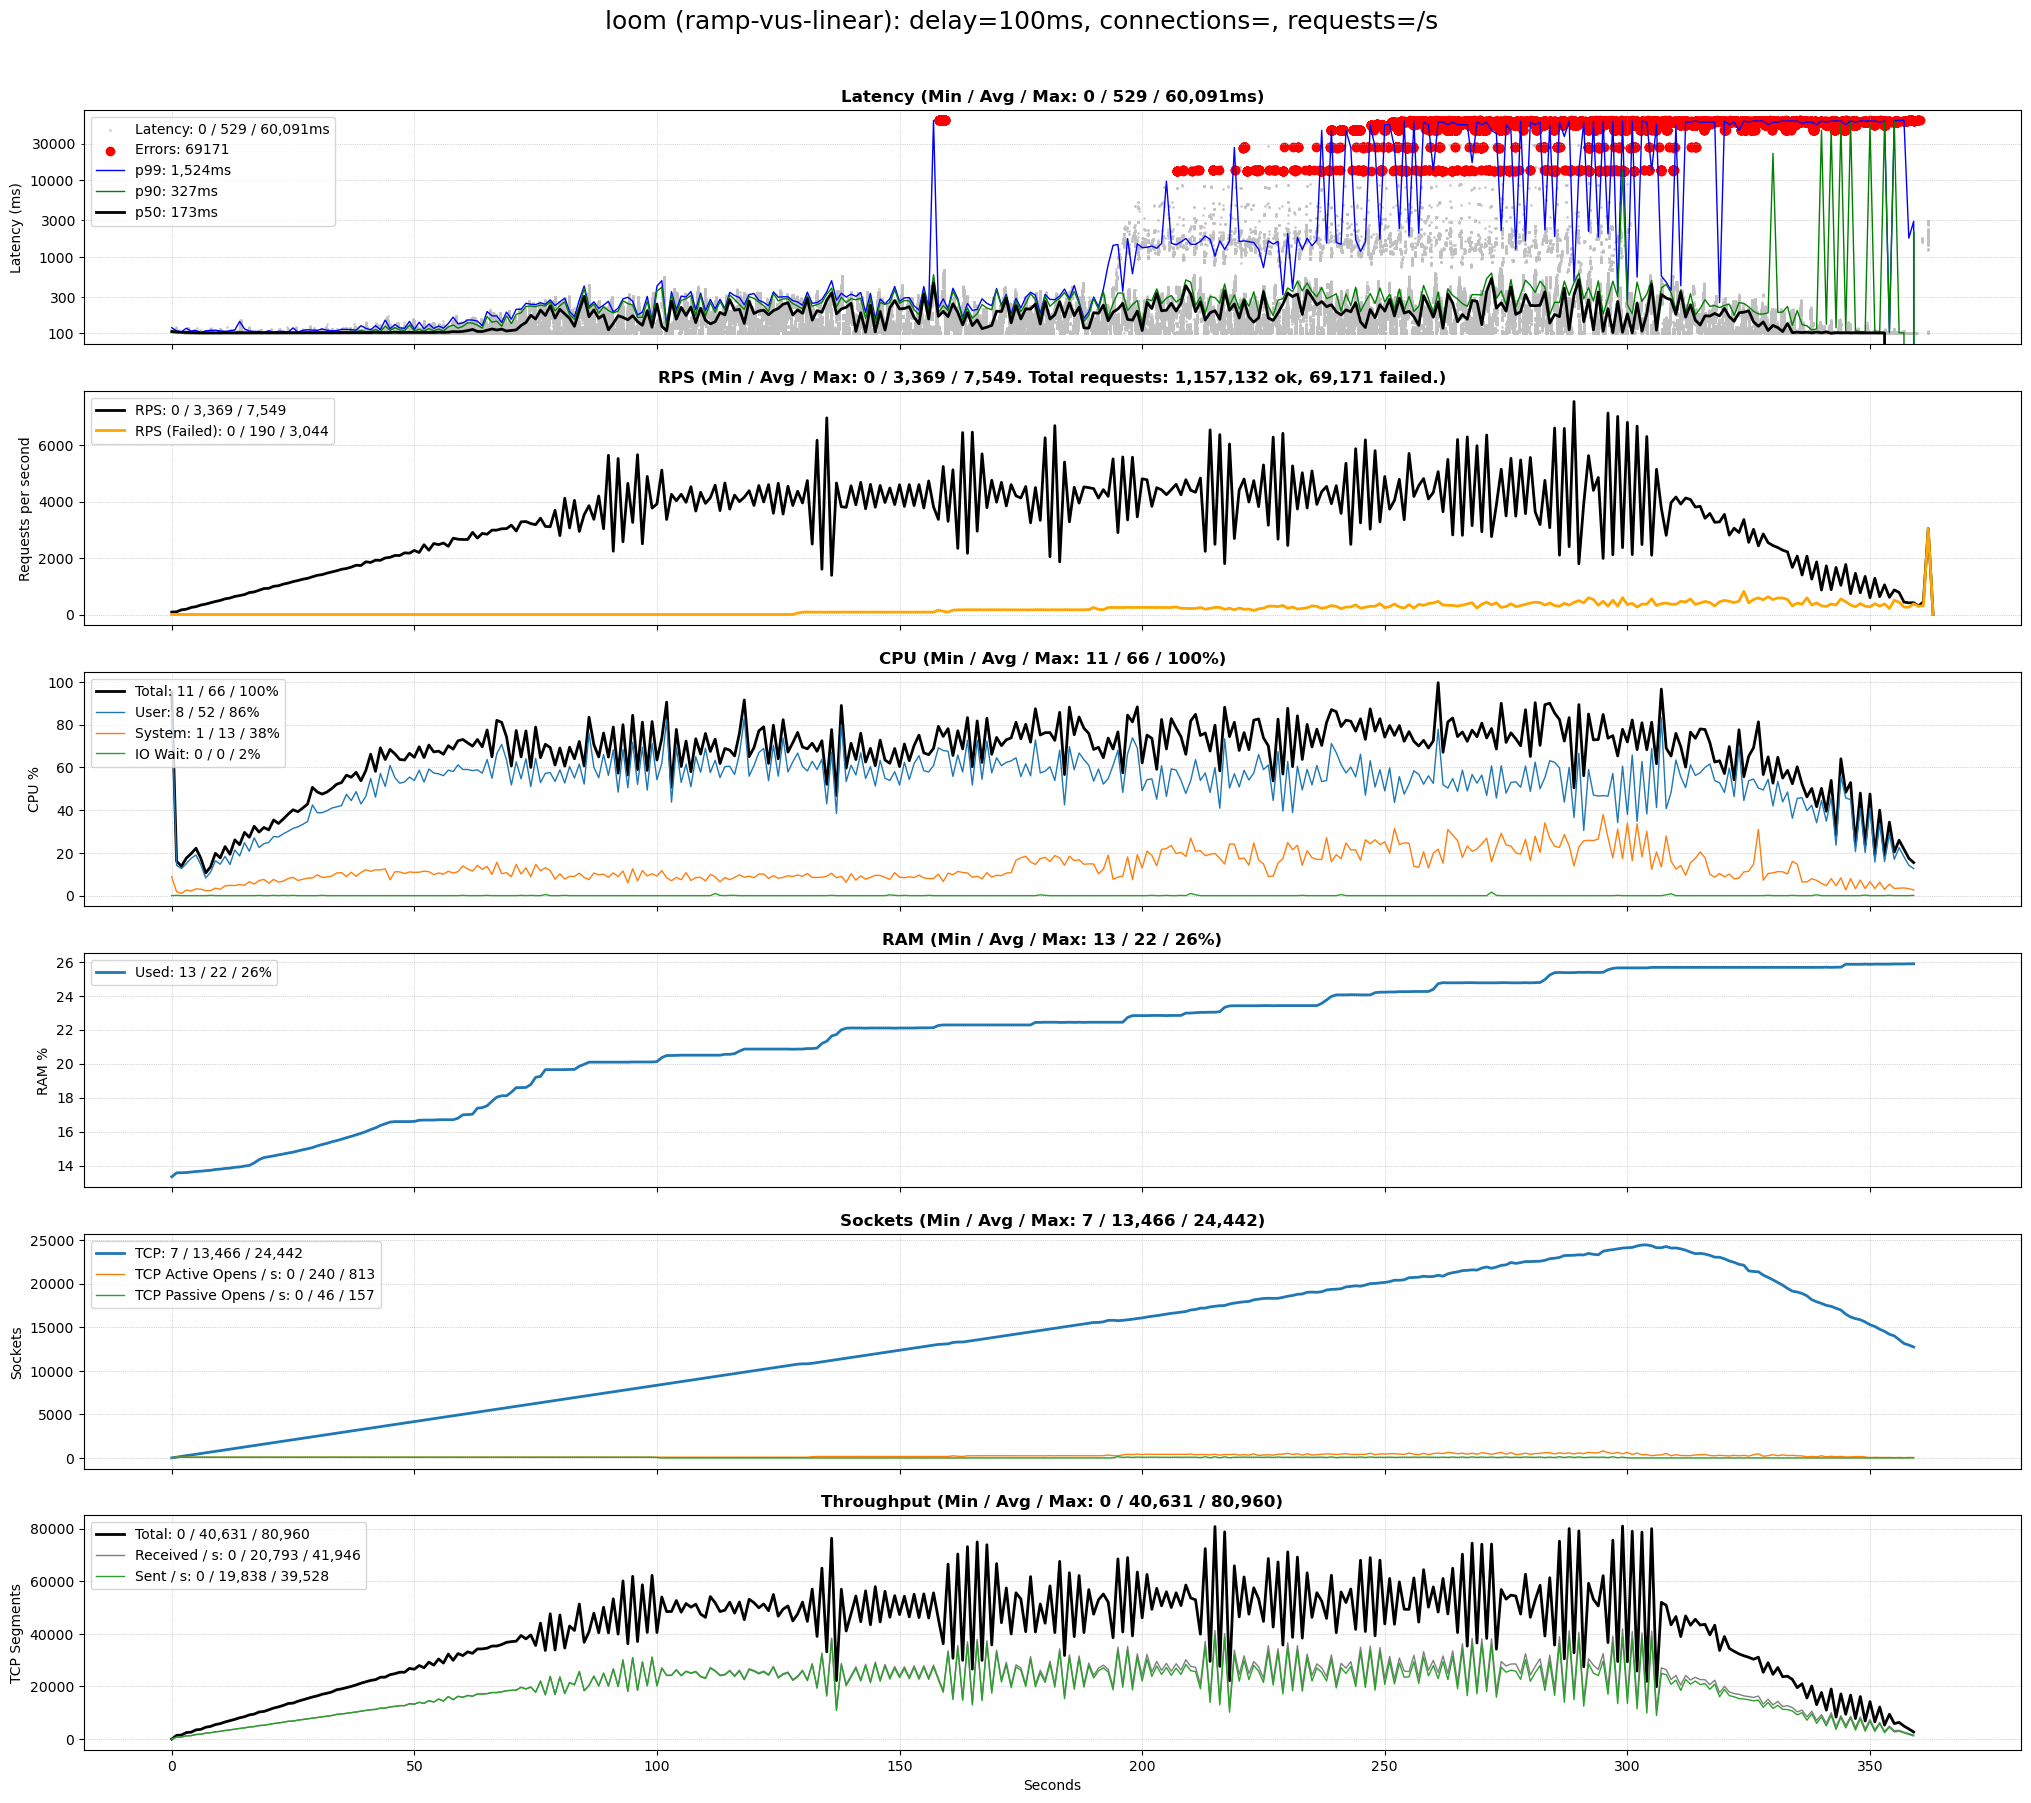 loom (ramp-vus-linear): delay=100ms, connections=, requests=/s
Latency (Min / Avg / Max: 0 / 529 / 60,091ms)
Latency (ms)
30000
10000
3000
1000
300
100
Latency: 0 / 529 / 60,091ms
Errors: 69171
p99: 1,524ms
p90: 327ms
p50: 173ms
RPS (Min / Avg / Max: 0 / 3,369 / 7,549. Total requests: 1,157,132 ok, 69,171 failed.)
Requests per second
6000
4000
2000
0
RPS: 0 / 3,369 / 7,549
RPS (Failed): 0 / 190 / 3,044
CPU (Min / Avg / Max: 11 / 66 / 100%)
CPU %
100
80
60
40
20
0
Total: 11 / 66 / 100%
User: 8 / 52 / 86%
System: 1 / 13 / 38%
IO Wait: 0 / 0 / 2%
RAM (Min / Avg / Max: 13 / 22 / 26%)
RAM %
26
24
22
20
18
16
14
Used: 13 / 22 / 26%
Sockets (Min / Avg / Max: 7 / 13,466 / 24,442)
Sockets
25000
20000
15000
10000
5000
0
TCP: 7 / 13,466 / 24,442
TCP Active Opens / s: 0 / 240 / 813
TCP Passive Opens / s: 0 / 46 / 157
Throughput (Min / Avg / Max: 0 / 40,631 / 80,960)
TCP Segments
80000
60000
40000
20000
0
Total: 0 / 40,631 / 80,960
Received / s: 0 / 20,793 / 41,946
Sent / s: 0 / 19,838 / 39,528
0 50 100 150 200 250 300 350
Seconds